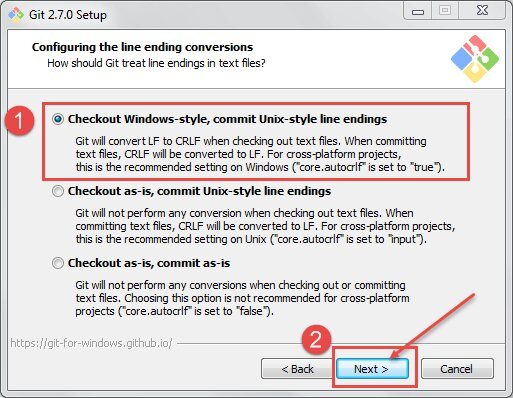 Git 2.7.0 Setup
Configuring the line ending conversions
How should Git treat line endings in text files?
1
Checkout Windows-style, commit Unix-style line endings
Git will convert LF to CRLF when checking out text files. When committing
text files, CRLF will be converted to LF. For cross-platform projects,
this is the recommended setting on Windows ("core.autocrlf" is set to "true").
Checkout as-is, commit Unix-style line endings
Git will not perform any conversion when checking out text files. When
committing text files, CRLF will be converted to LF. For cross-platform projects,
this is the recommended setting on Unix ("core.autocrlf" is set to "input").
Checkout as-is, commit as-is
Git will not perform any conversions when checking out or committing
text files. Choosing this option is not recommended for cross-platform
projects ("core.autocrlf" is set to "false").
https://git-for-windows.github.io/
2
< Back
Next >
Cancel